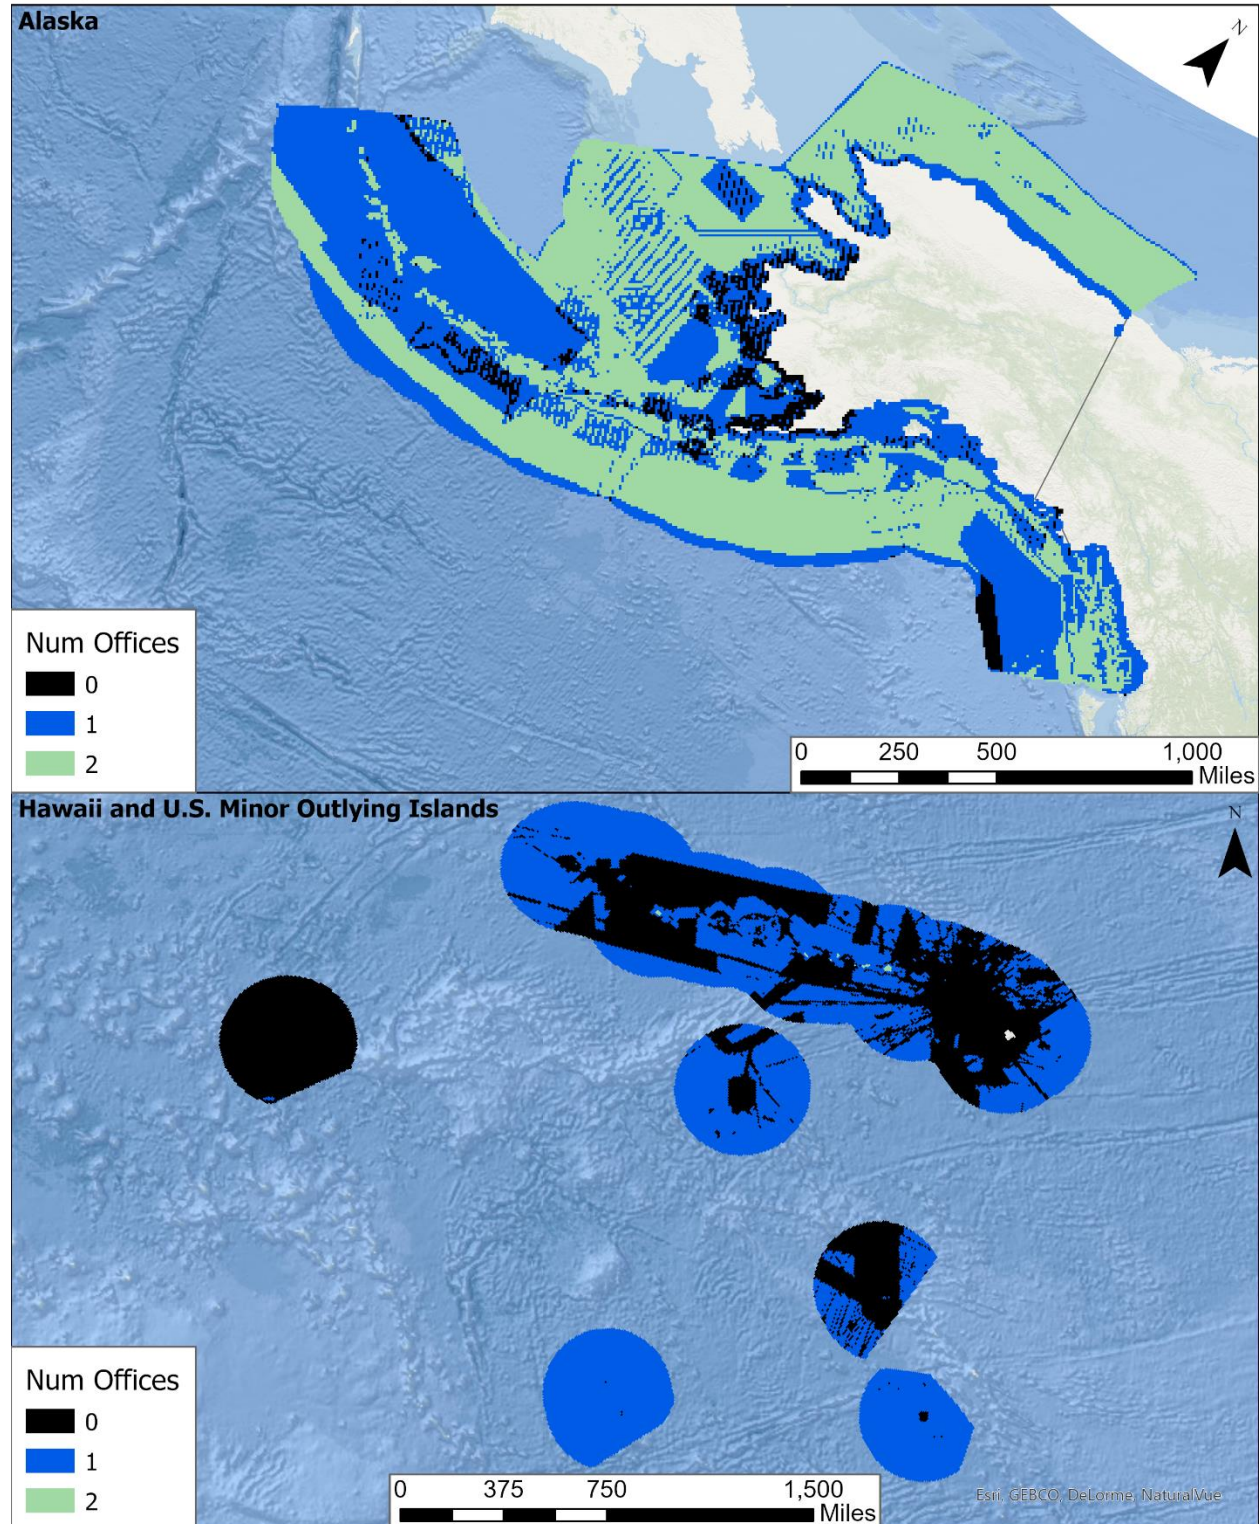 Alaska
N
Num Offices
0
1
2
0 250 500 1,000
Miles
Hawaii and U.S. Minor Outlying Islands
N
Num Offices
0
1
2
0 375 750 1,500
Miles
Esri, GEBCO, DeLorme, NaturalVue